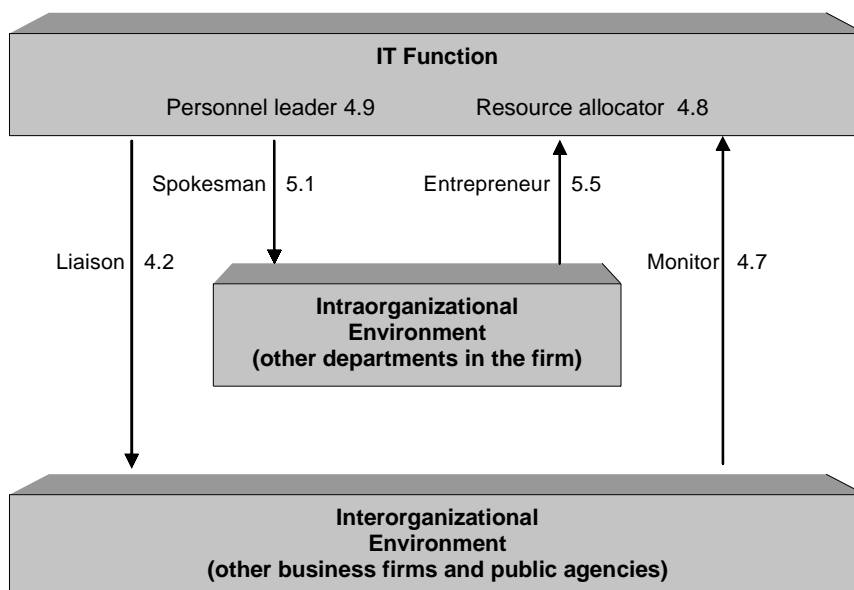 IT Function
Personnel leader 4.9 Resource allocator 4.8
Spokesman 5.1 Entrepreneur 5.5
Liaison 4.2 Monitor 4.7
Intraorganizational
Environment
(other departments in the firm)
Interorganizational
Environment
(other business firms and public agencies)